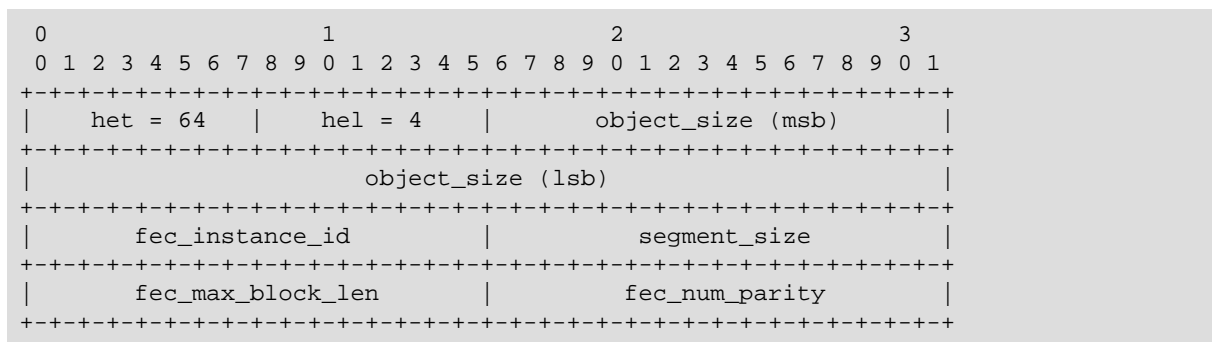 0                   1                   2                   3
 0 1 2 3 4 5 6 7 8 9 0 1 2 3 4 5 6 7 8 9 0 1 2 3 4 5 6 7 8 9 0 1
+-+-+-+-+-+-+-+-+-+-+-+-+-+-+-+-+-+-+-+-+-+-+-+-+-+-+-+-+-+-+-+-+
|    het = 64   |    hel = 4    |       object_size (msb)       |
+-+-+-+-+-+-+-+-+-+-+-+-+-+-+-+-+-+-+-+-+-+-+-+-+-+-+-+-+-+-+-+-+
|                       object_size (lsb)                       |
+-+-+-+-+-+-+-+-+-+-+-+-+-+-+-+-+-+-+-+-+-+-+-+-+-+-+-+-+-+-+-+-+
|       fec_instance_id         |          segment_size         |
+-+-+-+-+-+-+-+-+-+-+-+-+-+-+-+-+-+-+-+-+-+-+-+-+-+-+-+-+-+-+-+-+
|       fec_max_block_len       |         fec_num_parity        |
+-+-+-+-+-+-+-+-+-+-+-+-+-+-+-+-+-+-+-+-+-+-+-+-+-+-+-+-+-+-+-+-+